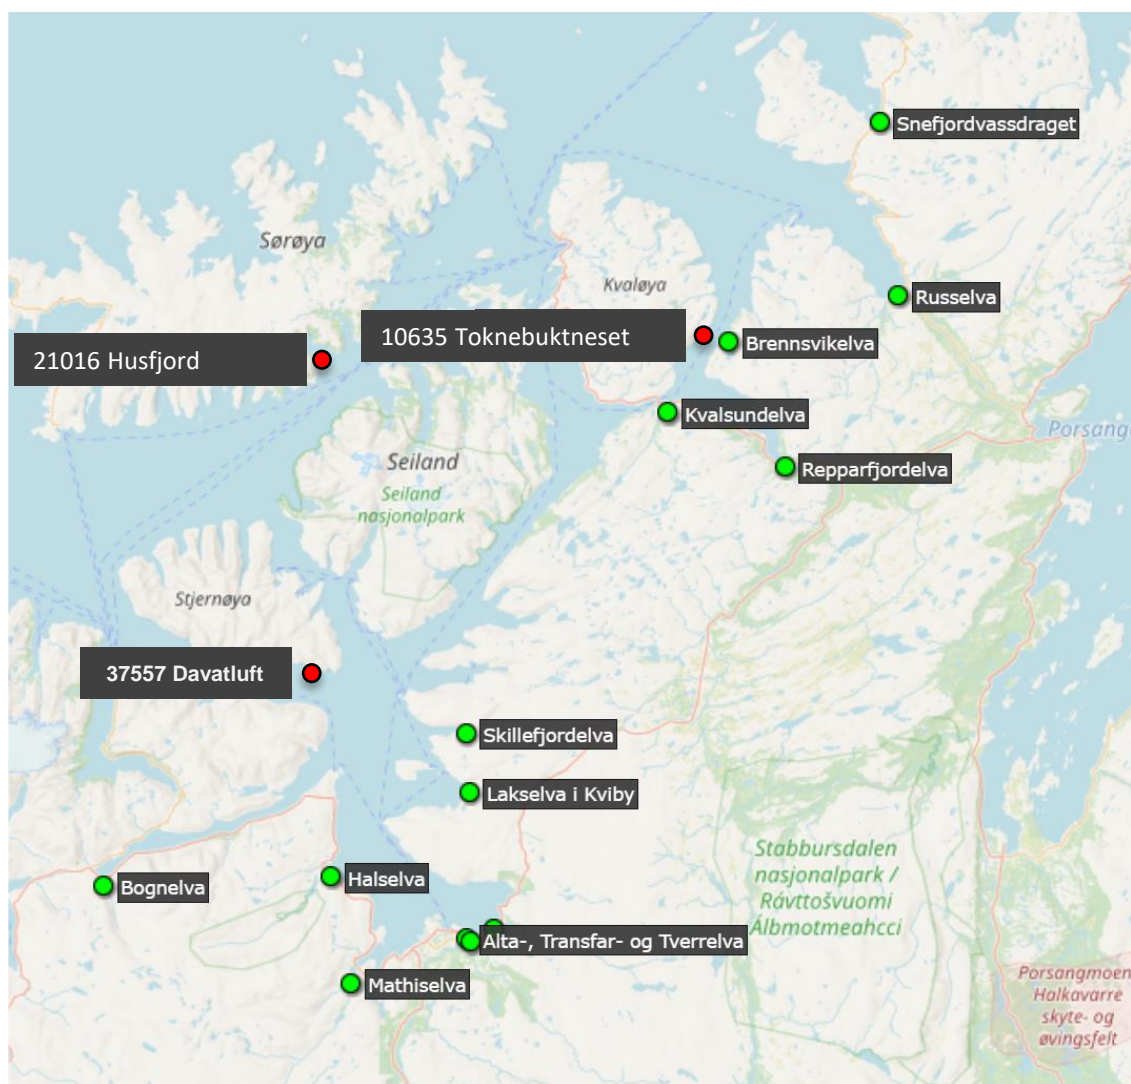 Snefjordvassdraget
Sørøya
Kvaløya
Russelva
10635 Toknebuktneset
Brennsvikelva
21016 Husfjord
Kvalsundelva
Porsang
Seiland
Repparfjordelva
Seiland
nasjonalpark
Stjernøya
37557 Davatluft
Skillefjordelva
Lakselva i Kviby
Stabbursdalen
nasjonalpark /
Rávttošvuomi
Álbmotmeahcci
Halselva
Bognelva
Alta-, Transfar- og Tverrelva
Mathiselva
Porsangmoen
Halkavarre
skyte- og
øvingsfelt